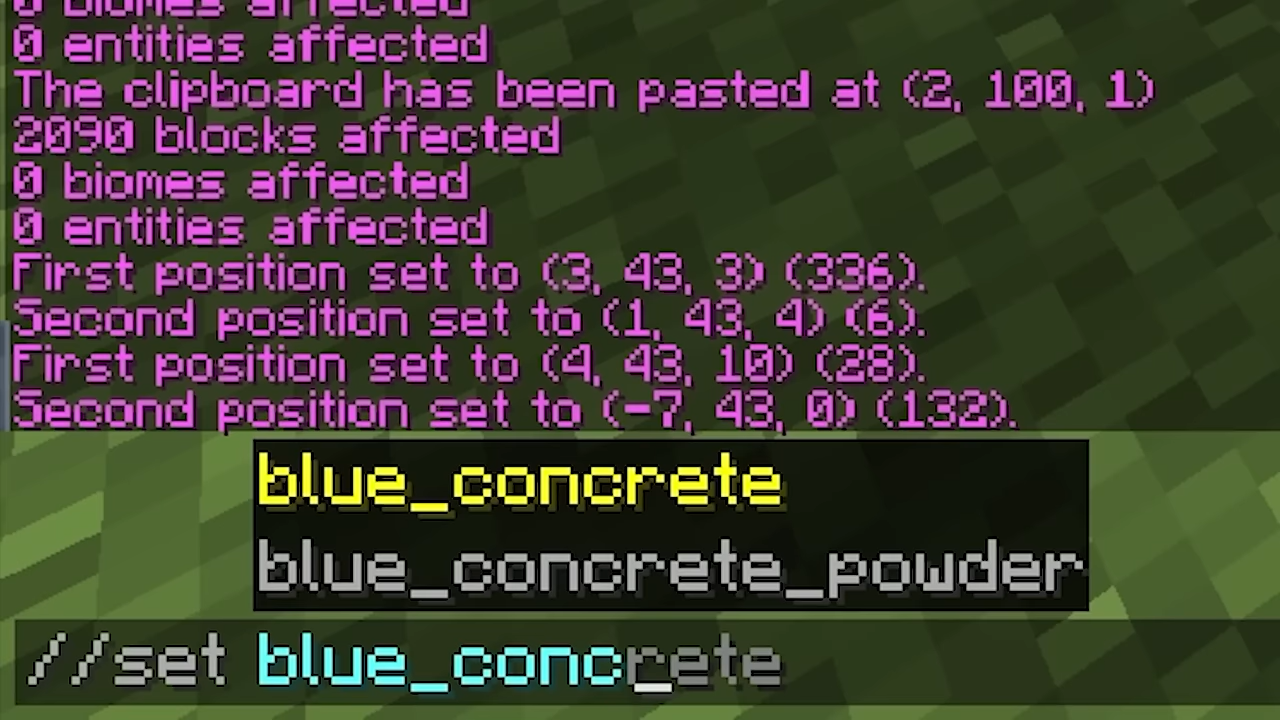 0 biomes affected
0 entities affected
The clipboard has been pasted at (2, 100, 1)
2090 blocks affected
0 biomes affected
0 entities affected
First position set to (3, 43, 3) (336).
Second position set to (1, 43, 4) (6).
First position set to (4, 43, 10) (28).
Second position set to (-7, 43, 0) (132).
blue_concrete
blue_concrete_powder
//set blue_concrete